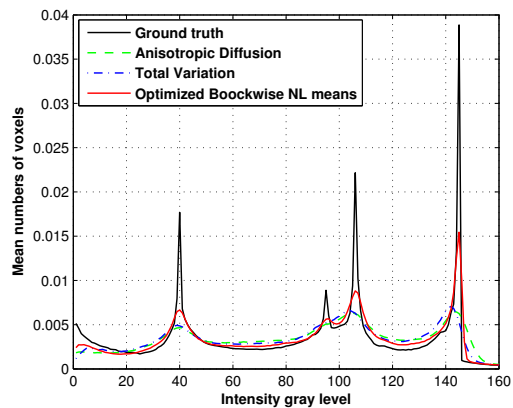 0.04
0.035
0.03
0.025
0.02
0.015
0.01
0.005
0
Mean numbers of voxels
Ground truth
Anisotropic Diffusion
Total Variation
Optimized Boockwise NL means
0 20 40 60 80 100 120 140 160
Intensity gray level